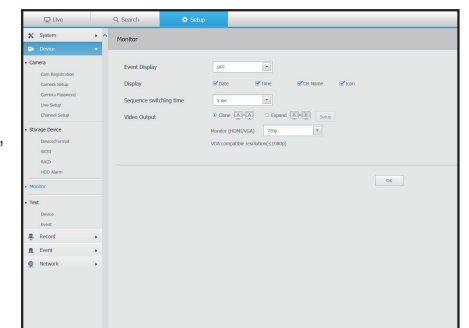 Live
Search
Setup
System
Device
Camera
Cam Registration
Camera Setup
Camera Password
Live Setup
Channel Setup
Storage Device
Device/Format
iSCSI
RAID
HDD Alarm
Monitor
Text
Device
Event
Record
Event
Network
Monitor
Event Display OFF
Display Date Time CH Name Icon
Sequence switching time 5 sec
Video Output Clone A A Expand A B Setup
Monitor (HDMI/VGA) 720p
VGA compatible resolution(≤1080p)
OK
,